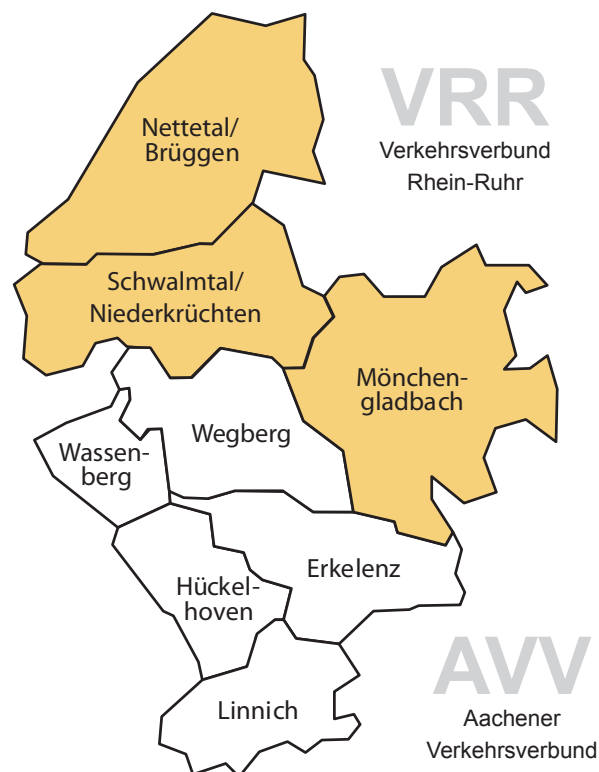 Nettetal/
Brüggen
VRR
Verkehrsverbund
Rhein-Ruhr
Schwalmtal/
Niederkrüchten
Mönchen-
gladbach
Wegberg
Wassen-
berg
Erkelenz
Hückel-
hoven
Linnich
AVV
Aachener
Verkehrsverbund